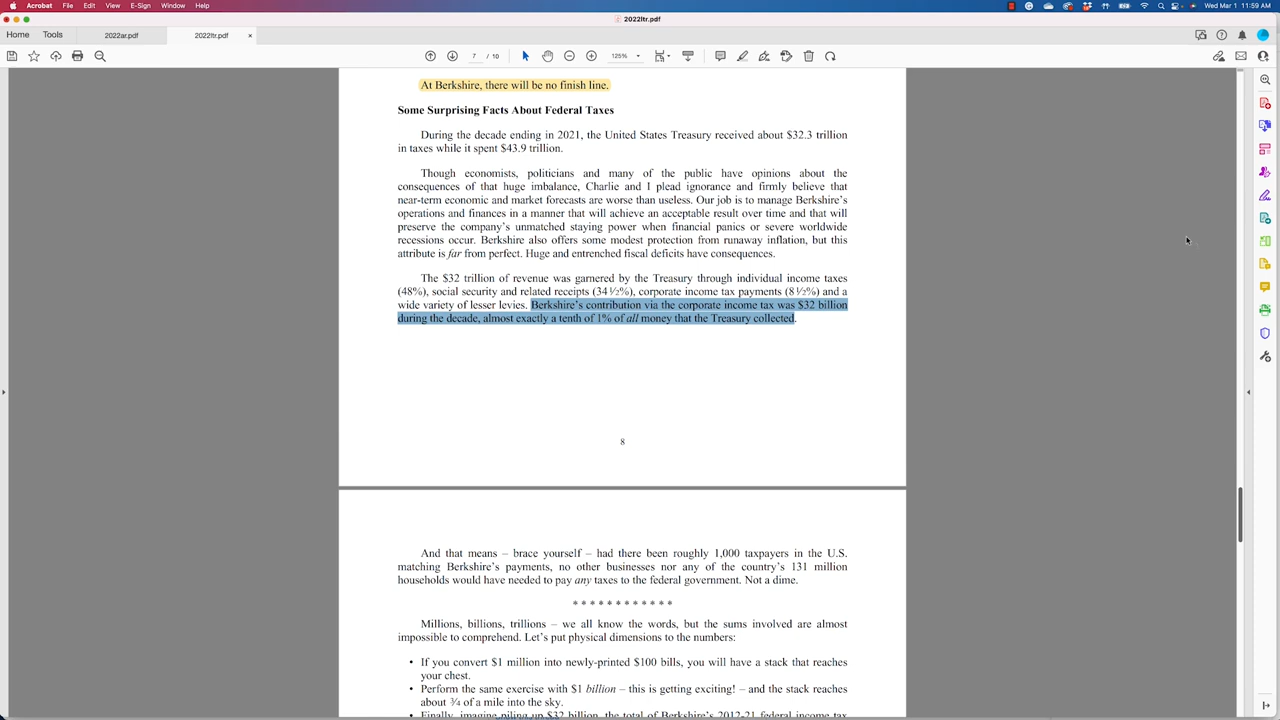 Acrobat File Edit View E-Sign Window Help Wed Mar 1 11:59 AM
2022ltr.pdf
Home Tools 2022ar.pdf 2022ltr.pdf ×
7 / 10 125%
At Berkshire, there will be no finish line.
Some Surprising Facts About Federal Taxes
During the decade ending in 2021, the United States Treasury received about $32.3 trillion
in taxes while it spent $43.9 trillion.
Though economists, politicians and many of the public have opinions about the
consequences of that huge imbalance, Charlie and I plead ignorance and firmly believe that
near-term economic and market forecasts are worse than useless. Our job is to manage Berkshire’s
operations and finances in a manner that will achieve an acceptable result over time and that will
preserve the company’s unmatched staying power when financial panics or severe worldwide
recessions occur. Berkshire also offers some modest protection from runaway inflation, but this
attribute is far from perfect. Huge and entrenched fiscal deficits have consequences.
The $32 trillion of revenue was garnered by the Treasury through individual income taxes
(48%), social security and related receipts (34½%), corporate income tax payments (8½%) and a
wide variety of lesser levies. Berkshire’s contribution via the corporate income tax was $32 billion
during the decade, almost exactly a tenth of 1% of all money that the Treasury collected.
8
And that means – brace yourself – had there been roughly 1,000 taxpayers in the U.S.
matching Berkshire’s payments, no other businesses nor any of the country’s 131 million
households would have needed to pay any taxes to the federal government. Not a dime.
* * * * * * * * * * * *
Millions, billions, trillions – we all know the words, but the sums involved are almost
impossible to comprehend. Let’s put physical dimensions to the numbers:
• If you convert $1 million into newly-printed $100 bills, you will have a stack that reaches
your chest.
• Perform the same exercise with $1 billion – this is getting exciting! – and the stack reaches
about ¾ of a mile into the sky.
• Finally, imagine piling up $32 billion, the total of Berkshire’s 2012-21 federal income tax